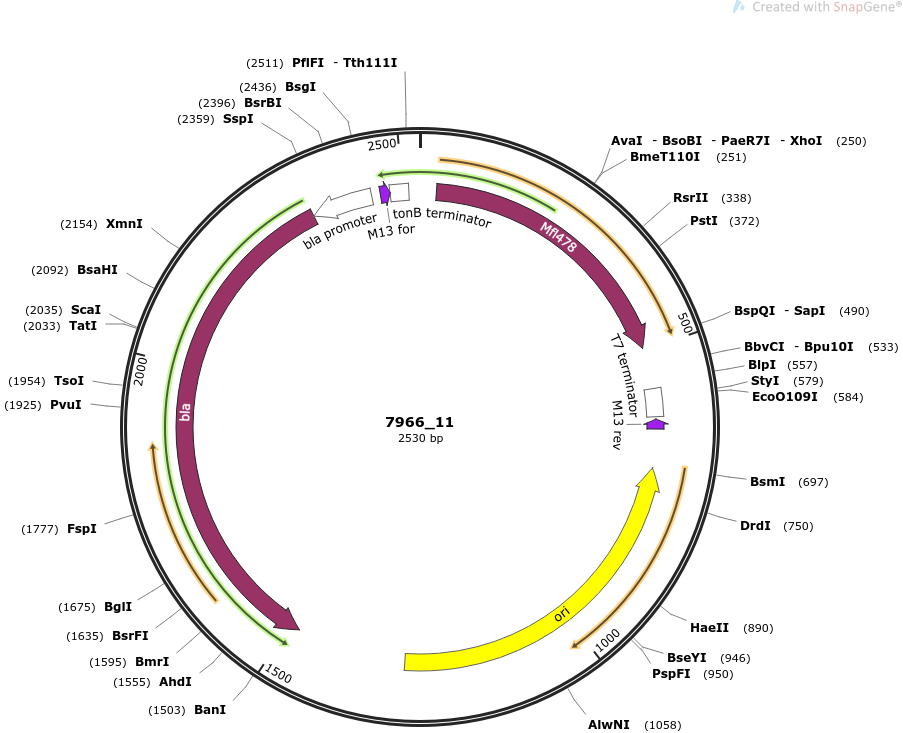 Created with SnapGene®
(2511) PflFI - Tth111I
(2436) BsgI
(2396) BsrBI
(2359) SspI
(2154) XmnI
(2092) BsaHI
(2035) ScaI
(2033) TatI
(1954) TsoI
(1925) PvuI
(1777) FspI
(1675) BglI
(1635) BsrFI
(1595) BmrI
(1555) AhdI
(1503) BanI
AvaI - BsoBI - PaeR7I - XhoI (250)
BmeT110I (251)
RsrII (338)
PstI (372)
BspQI - SapI (490)
BbvCI - Bpu10I (533)
BlpI (557)
StyI (579)
EcoO109I (584)
BsmI (697)
DrdI (750)
HaeII (890)
BseYI (946)
PspFI (950)
AlwNI (1058)
2500
500
1000
1500
2000
bla promoter
M13 for
tonB terminator
Mfl478
T7 terminator
M13 rev
ori
bla
7966_11
2530 bp